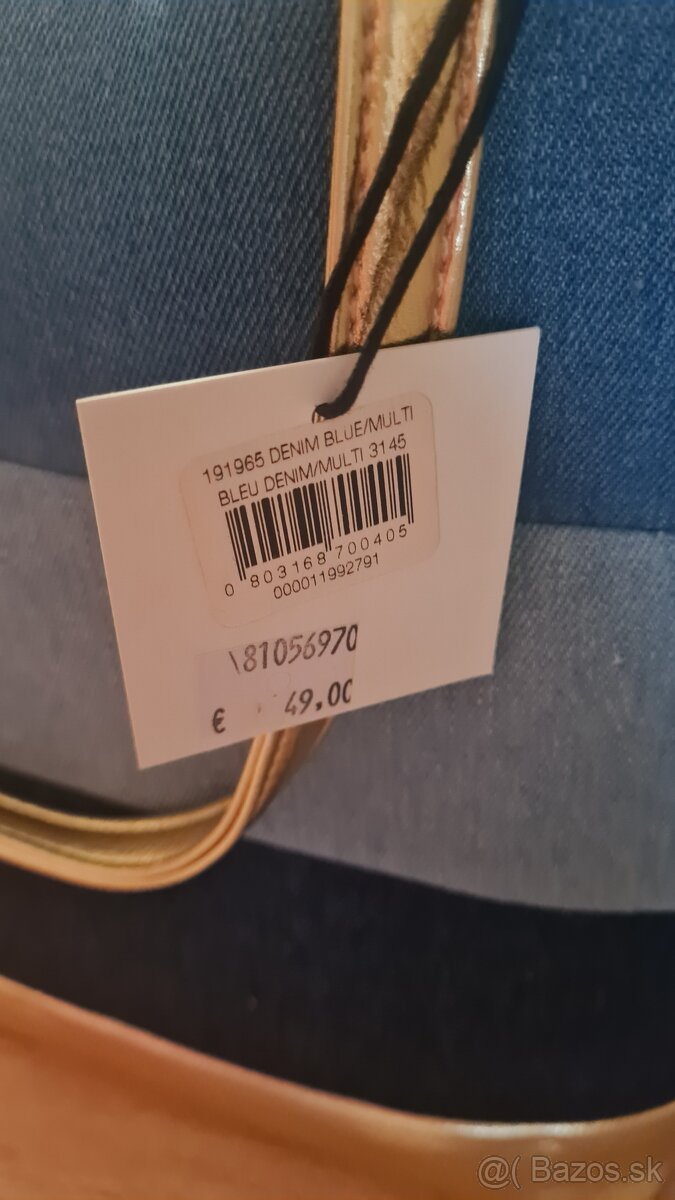 191965 DENIM BLUE/MULTI
BLEU DENIM/MULTI 3145
0 803168 700405
000011992791
\81056970
€ 49,00
@( Bazos.sk